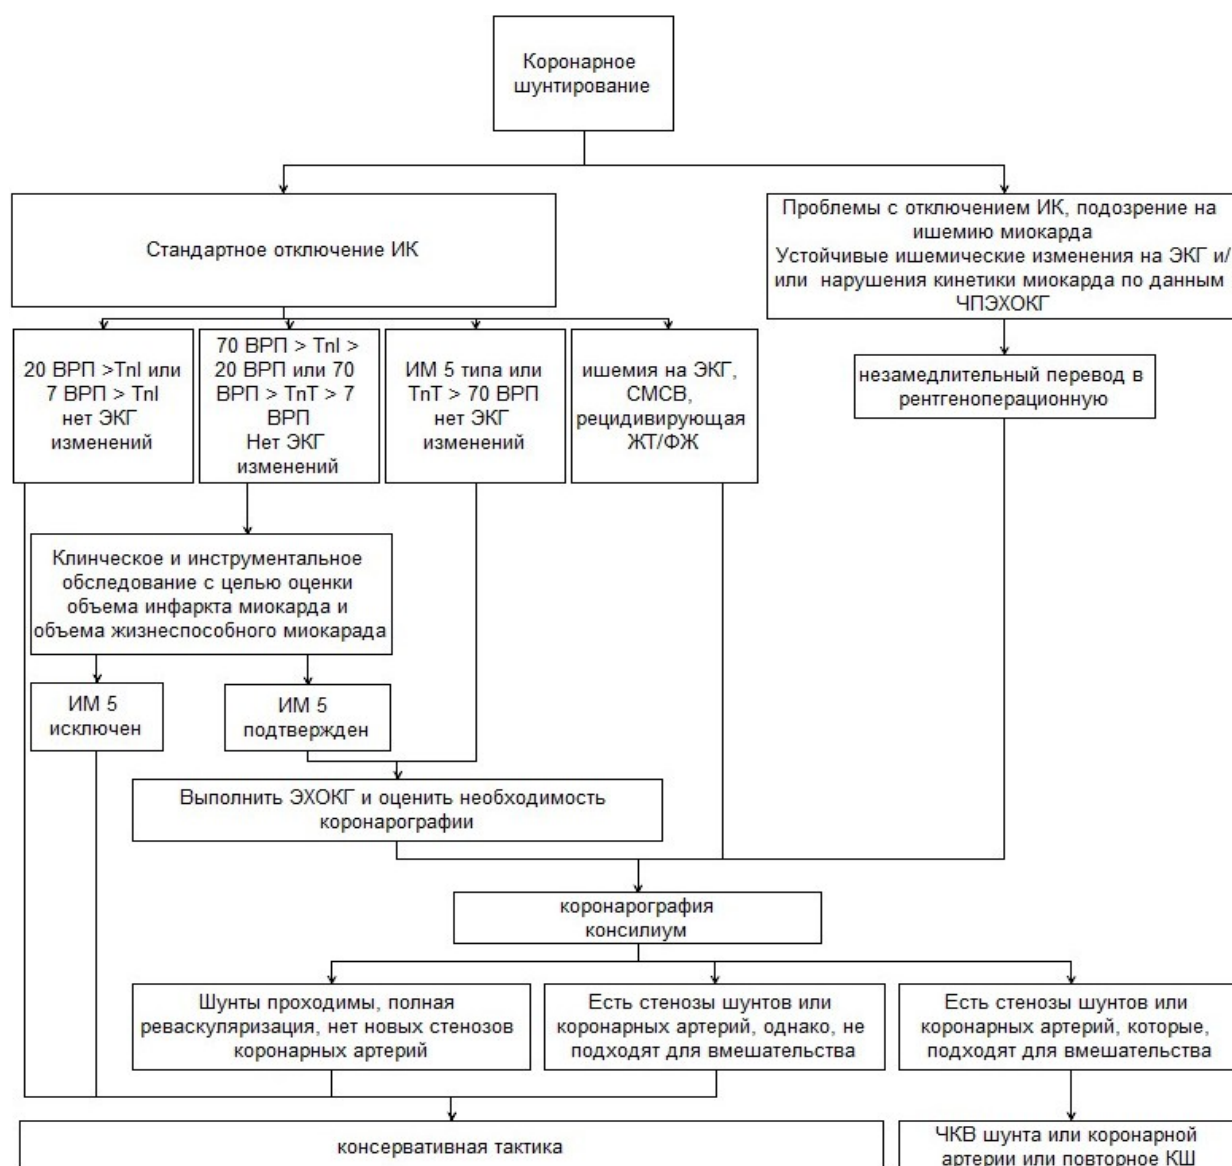 Коронарное
шунтирование
Стандартное отключение ИК
Проблемы с отключением ИК, подозрение на
ишемию миокарда
Устойчивые ишемические изменения на ЭКГ и/
или нарушения кинетики миокарда по данным
ЧПЭХОКГ
20 ВРП >TnI или
7 ВРП > TnI
нет ЭКГ
изменений
70 ВРП > TnI >
20 ВРП или 70
ВРП > TnT > 7
ВРП
Нет ЭКГ
изменений
ИМ 5 типа или
TnT > 70 ВРП
нет ЭКГ
изменений
ишемия на ЭКГ,
СМСВ,
рецидивирующая
ЖТ/ФЖ
незамедлительный перевод в
рентгеноперационную
Клиническое и инструментальное
обследование с целью оценки
объема инфаркта миокарда и
объема жизнеспособного миокарада
ИМ 5
исключен
ИМ 5
подтвержден
Выполнить ЭХОКГ и оценить необходимость
коронарографии
коронарография
консилиум
Шунты проходимы, полная
реваскуляризация, нет новых стенозов
коронарных артерий
Есть стенозы шунтов или
коронарных артерий, однако, не
подходят для вмешательства
Есть стенозы шунтов или
коронарных артерий, которые,
подходят для вмешательства
консервативная тактика
ЧКВ шунта или коронарной
артерии или повторное КШ